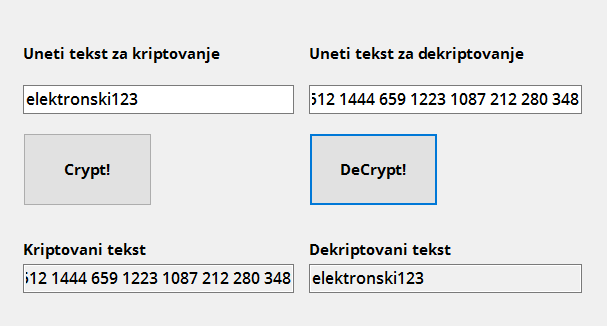 Uneti tekst za kriptovanje
Uneti tekst za dekriptovanje
elektronski123
512 1444 659 1223 1087 212 280 348
Crypt!
DeCrypt!
Kriptovani tekst
Dekriptovani tekst
512 1444 659 1223 1087 212 280 348
elektronski123